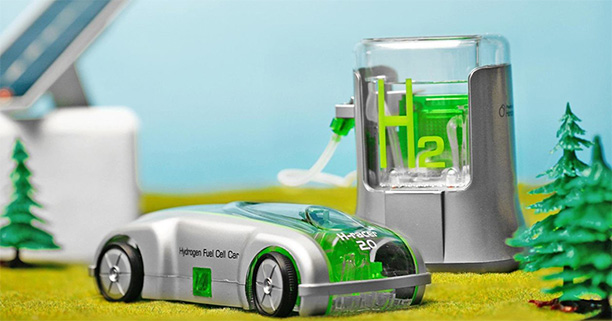 H2
H-racer
2.0
Hydrogen Fuel Cell Car